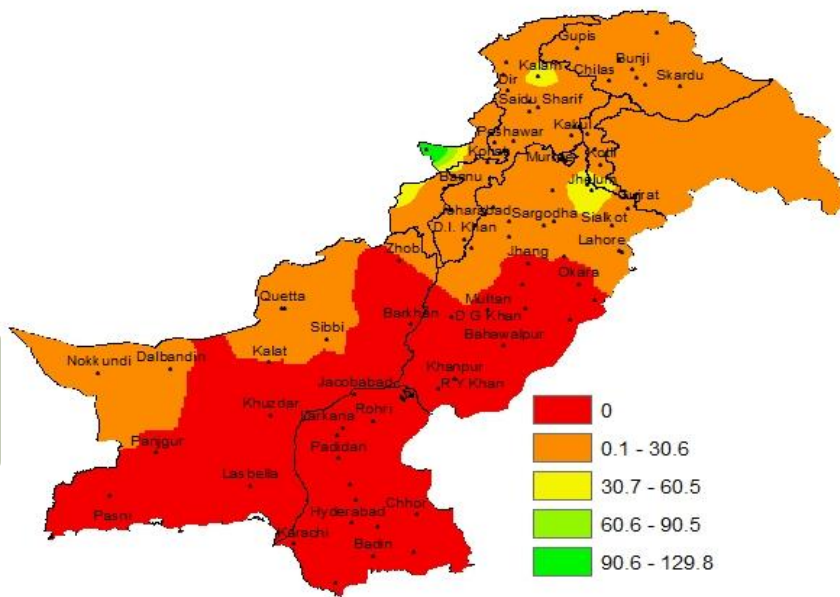 Gupis
Kalam
Bunji
Chilas
Dir
Skardu
Saidu Sharif
Kakul
Peshawar
Kotli
Bannu
Jhelum
Sargodha
Sialkot
D.I. Khan
Lahore
Zhob
Jhang
Okara
Quetta
Multan
Barkhan
D.G.Khan
Sibbi
Bahawalpur
Nokkundi
Dalbandin
Kalat
Khanpur
Jacobabad
R.Y.Khan
Khuzdar
Rohri
Larkana
Panjgur
Padidan
Lasbella
Pasni
Hyderabad
Chhor
Karachi
Badin
0
0.1 - 30.6
30.7 - 60.5
60.6 - 90.5
90.6 - 129.8